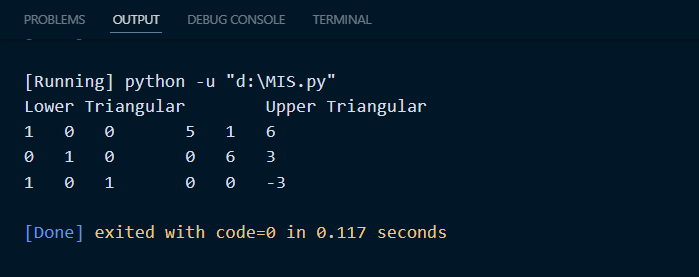 PROBLEMS OUTPUT DEBUG CONSOLE TERMINAL
[Running] python -u "d:\MIS.py"
Lower Triangular Upper Triangular
1 0 0 5 1 6
0 1 0 0 6 3
1 0 1 0 0 -3
[Done] exited with code=0 in 0.117 seconds